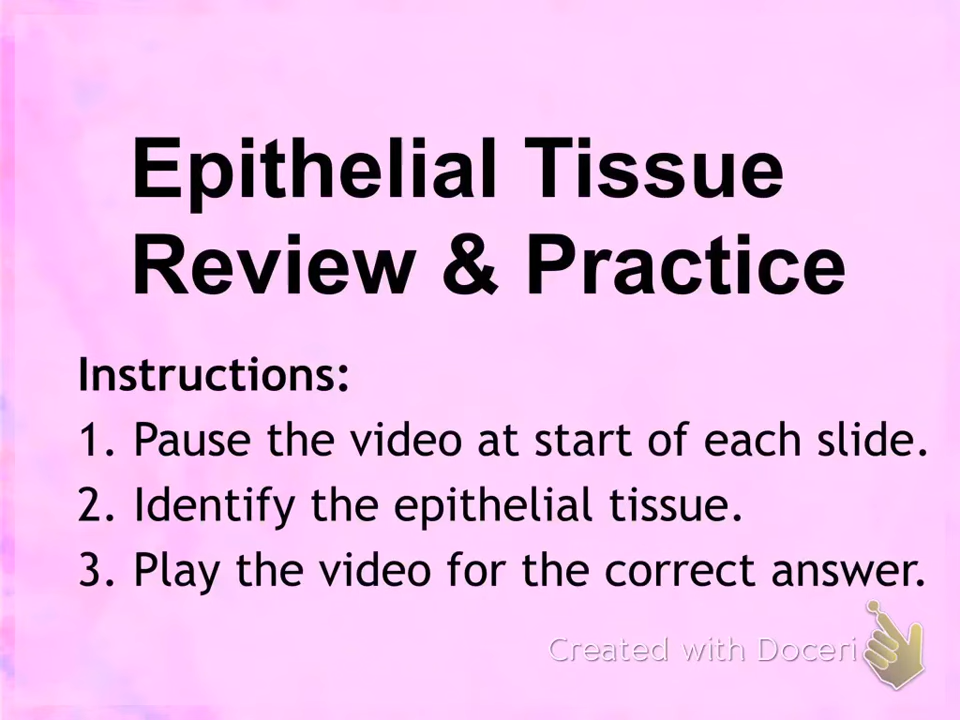 Epithelial Tissue
Review & Practice
Instructions:
1. Pause the video at start of each slide.
2. Identify the epithelial tissue.
3. Play the video for the correct answer.
Created with Doceri